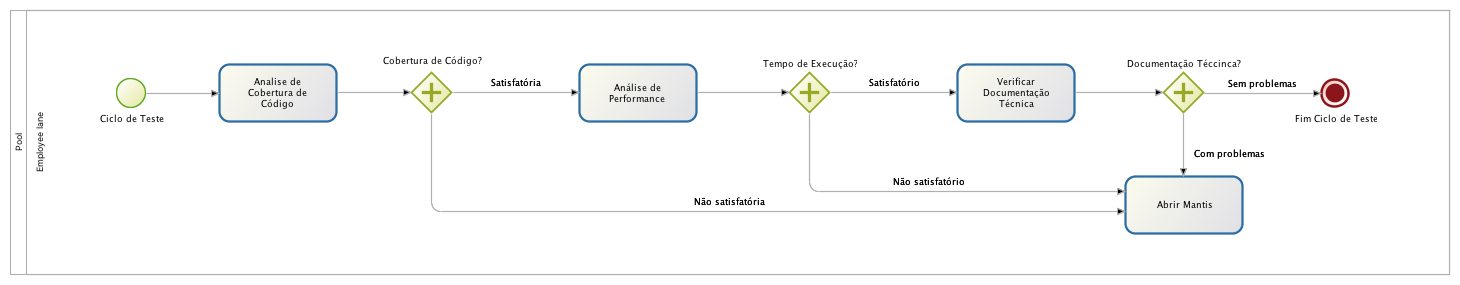 Pool
Employee lane
Ciclo de Teste
Analise de
Cobertura de
Código
Cobertura de Código?
Satisfatória
Análise de
Performance
Tempo de Execução?
Satisfatório
Verificar
Documentação
Técnica
Documentação Téccinca?
Sem problemas
Fim Ciclo de Teste
Com problemas
Não satisfatório
Não satisfatória
Abrir Mantis